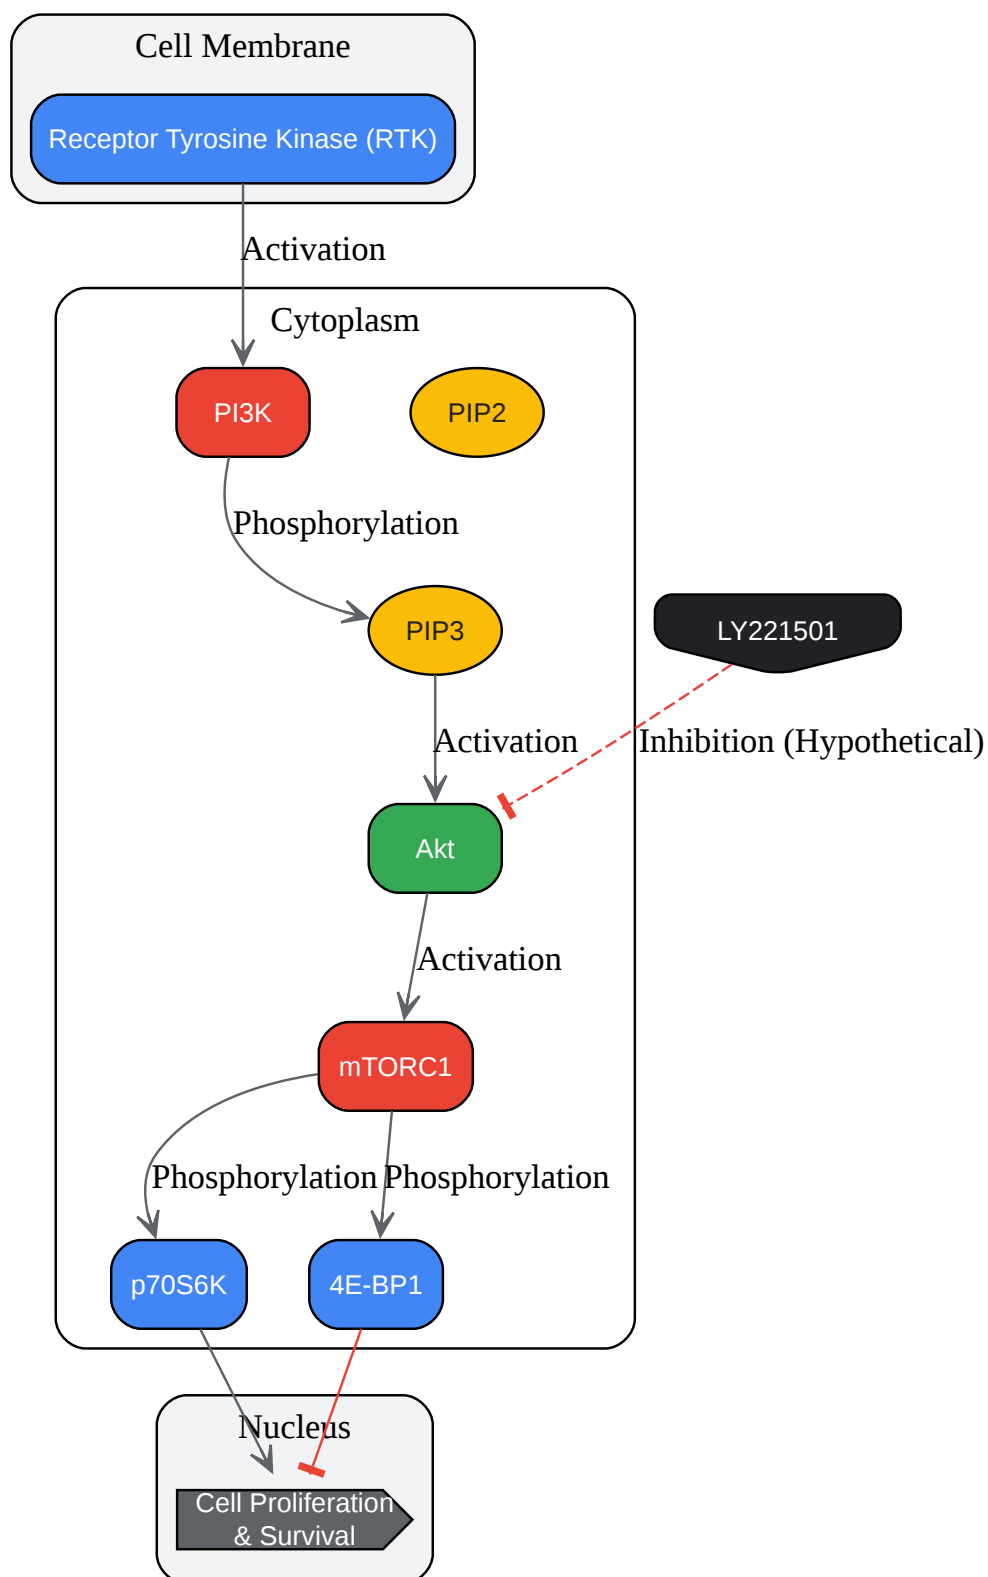 Cell Membrane
Receptor Tyrosine Kinase (RTK)
Activation
Cytoplasm
PI3K
PIP2
Phosphorylation
PIP3
LY221501
Activation
Inhibition (Hypothetical)
Akt
Activation
mTORC1
Phosphorylation
Phosphorylation
p70S6K
4E-BP1
Nucleus
Cell Proliferation
& Survival